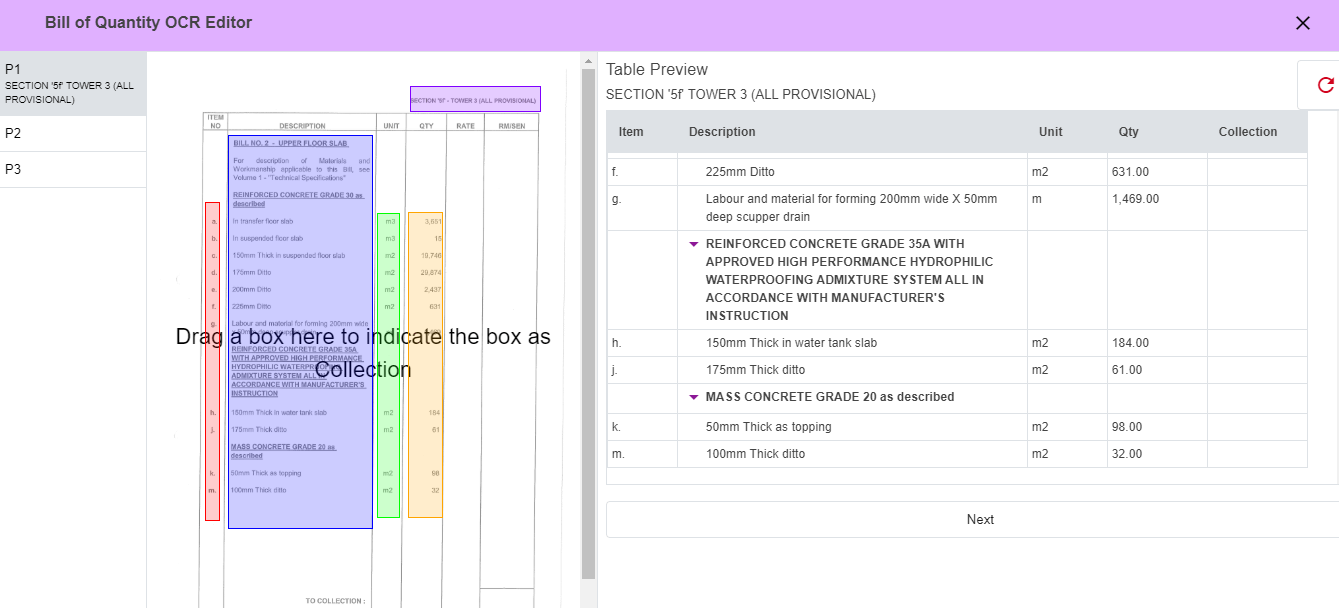 Bill of Quantity OCR Editor
P1
SECTION '5f' TOWER 3 (ALL
PROVISIONAL)
P2
P3
SECTION '5f' - TOWER 3 (ALL PROVISIONAL)
ITEM
NO DESCRIPTION UNIT QTY RATE RM/SEN
BILL NO. 2 - UPPER FLOOR SLAB
For description of Materials and
Workmanship applicable to this Bill, see
Volume 1 - "Technical Specifications"
REINFORCED CONCRETE GRADE 30 as
described
a. In transfer floor slab m3 3,651
b. In suspended floor slab m3 15
c. 150mm Thick in suspended floor slab m2 19,746
d. 175mm Ditto m2 29,874
e. 200mm Ditto m2 2,437
f. 225mm Ditto m2 631
g. Labour and material for forming 200mm wide
Drag a box here to indicate the box as
Collection
REINFORCED CONCRETE GRADE 35A
WITH APPROVED HIGH PERFORMANCE
HYDROPHILIC WATERPROOFING
ADMIXTURE SYSTEM ALL IN
ACCORDANCE WITH MANUFACTURER'S
INSTRUCTION
h. 150mm Thick in water tank slab m2 184
j. 175mm Thick ditto m2 61
MASS CONCRETE GRADE 20 as
described
k. 50mm Thick as topping m2 98
m. 100mm Thick ditto m2 32
TO COLLECTION :
Table Preview
SECTION '5f' TOWER 3 (ALL PROVISIONAL)
Item Description Unit Qty Collection
f. 225mm Ditto m2 631.00
g. Labour and material for forming 200mm wide X 50mm m 1,469.00
deep scupper drain
REINFORCED CONCRETE GRADE 35A WITH
APPROVED HIGH PERFORMANCE HYDROPHILIC
WATERPROOFING ADMIXTURE SYSTEM ALL IN
ACCORDANCE WITH MANUFACTURER'S
INSTRUCTION
h. 150mm Thick in water tank slab m2 184.00
j. 175mm Thick ditto m2 61.00
MASS CONCRETE GRADE 20 as described
k. 50mm Thick as topping m2 98.00
m. 100mm Thick ditto m2 32.00
Next